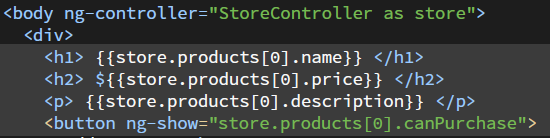 <body ng-controller="StoreController as store">
<div>
<h1> {{store.products[0].name}} </h1>
<h2> ${{store.products[0].price}} </h2>
<p> {{store.products[0].description}} </p>
<button ng-show="store.products[0].canPurchase">